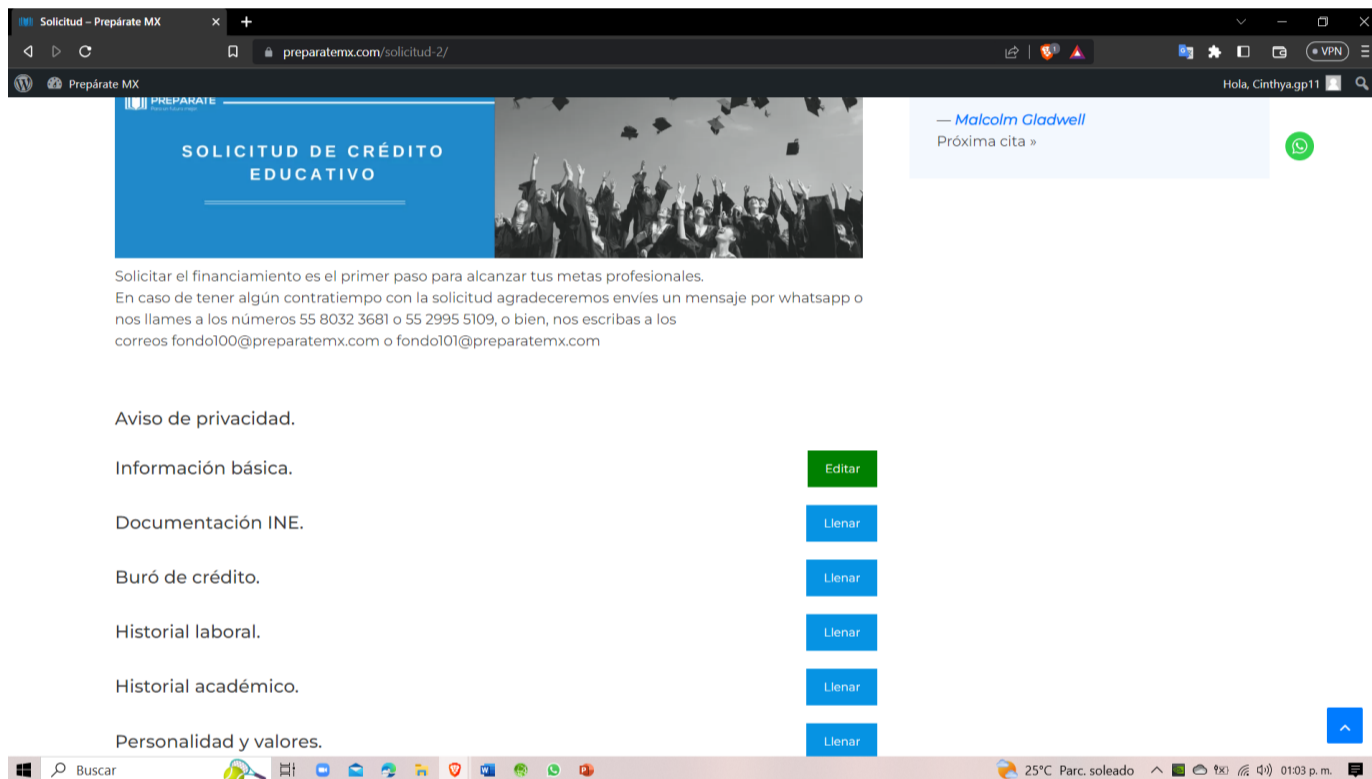 Solicitud – Prepárate MX
preparatemx.com/solicitud-2/
VPN
Prepárate MX
Hola, Cinthya.gp11
PREPÁRATE
SOLICITUD DE CRÉDITO
EDUCATIVO
— Malcolm Gladwell
Próxima cita »
Solicitar el financiamiento es el primer paso para alcanzar tus metas profesionales.
En caso de tener algún contratiempo con la solicitud agradeceremos envíes un mensaje por whatsapp o
nos llames a los números 55 8032 3681 o 55 2995 5109, o bien, nos escribas a los
correos fondo100@preparatemx.com o fondo101@preparatemx.com
Aviso de privacidad.
Información básica.
Editar
Documentación INE.
Llenar
Buró de crédito.
Llenar
Historial laboral.
Llenar
Historial académico.
Llenar
Personalidad y valores.
Llenar
Buscar
25°C Parc. soleado
01:03 p. m.